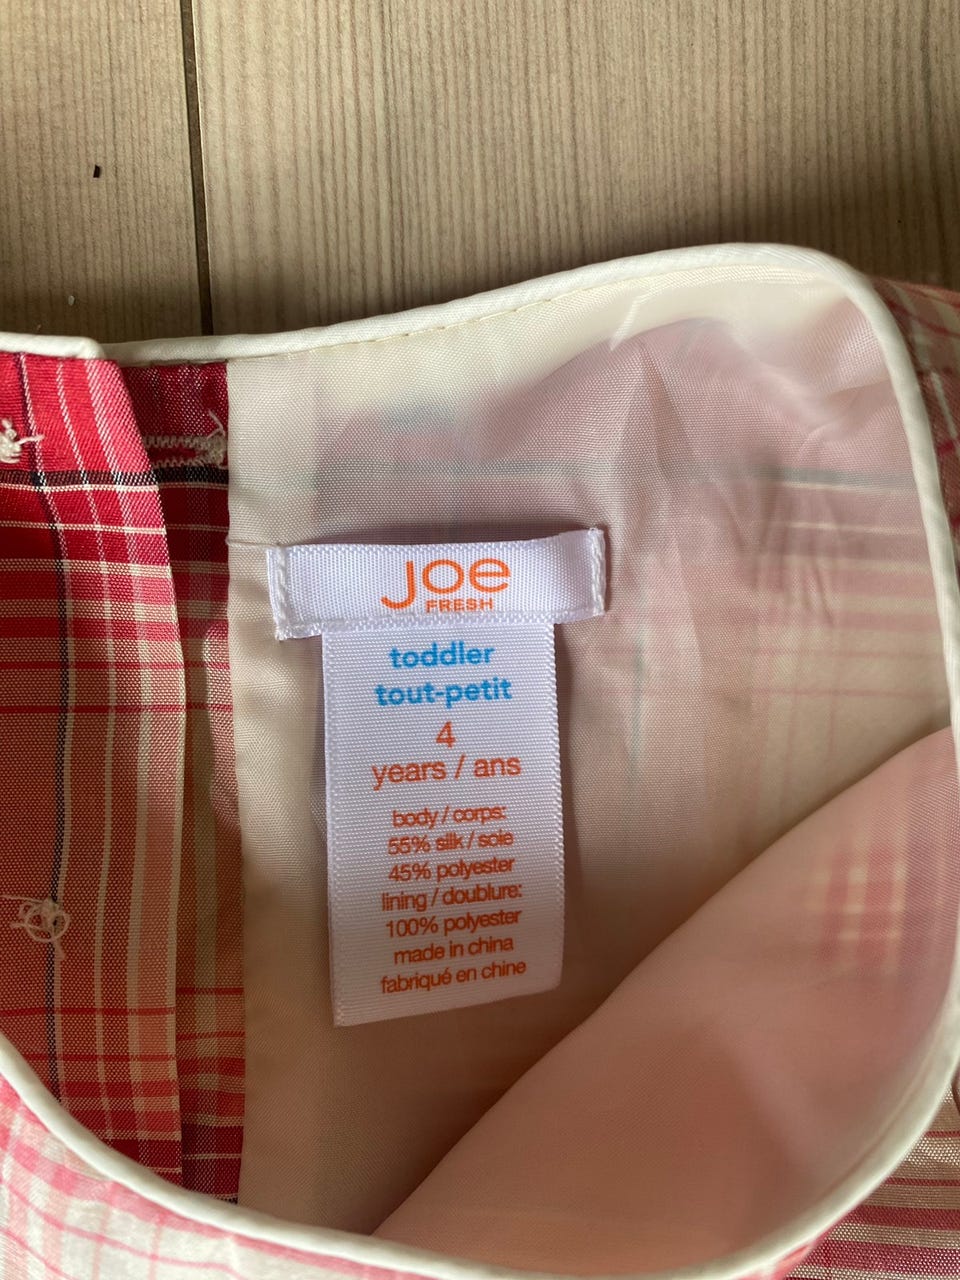 joe
FRESH
toddler
tout-petit
4
years / ans
body / corps:
55% silk / soie
45% polyester
lining / doublure:
100% polyester
made in china
fabriqué en chine